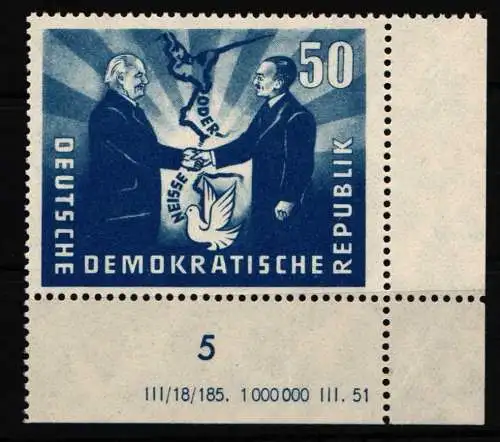 50
ODER
NEISSE
DEUTSCHE
DEMOKRATISCHE
REPUBLIK
5
III/18/185. 1000000 III. 51